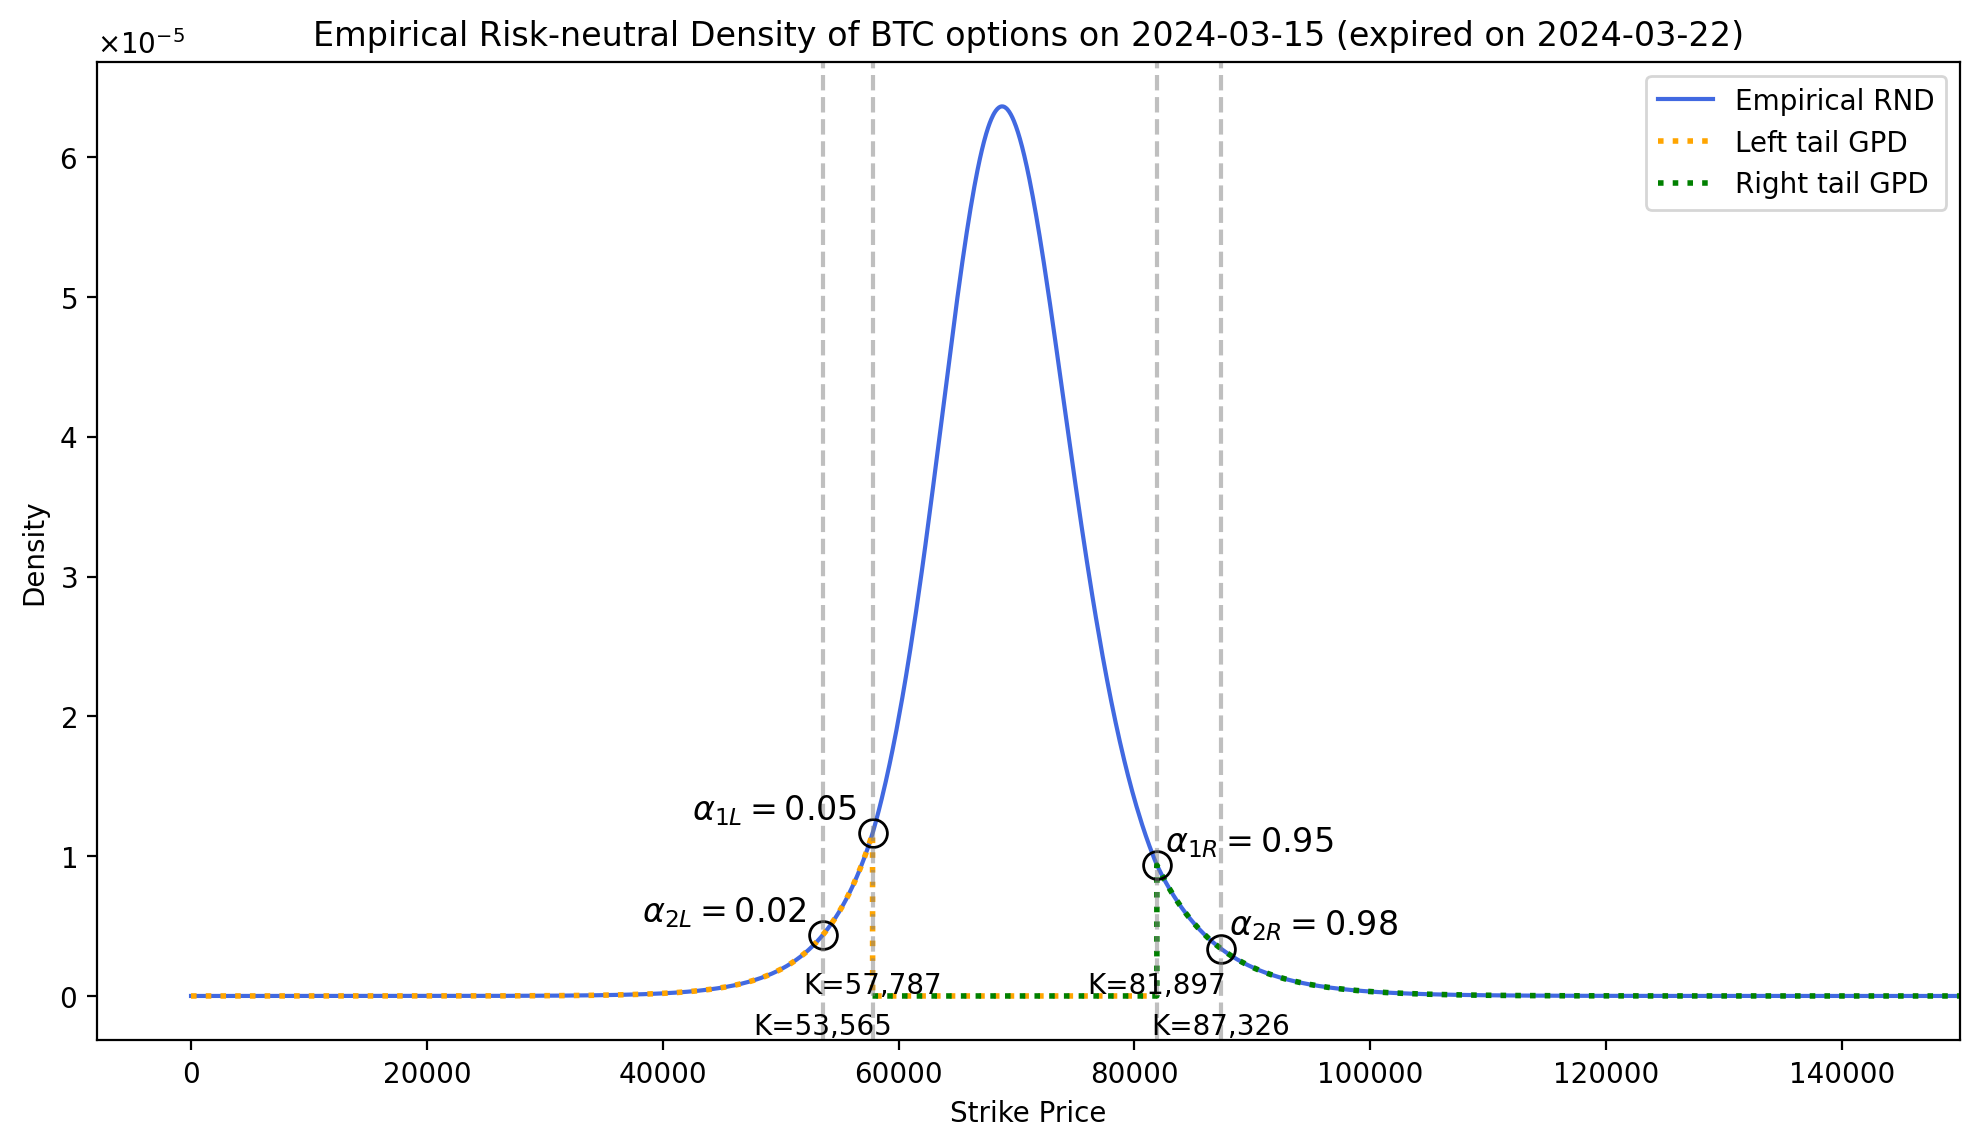 Empirical Risk-neutral Density of BTC options on 2024-03-15 (expired on 2024-03-22)
×10⁻⁵
Empirical RND
Left tail GPD
Right tail GPD
6
5
4
3
2
1
0
Density
α₁L = 0.05
α₁R = 0.95
α₂L = 0.02
α₂R = 0.98
K=57,787
K=81,897
K=53,565
K=87,326
0 20000 40000 60000 80000 100000 120000 140000
Strike Price